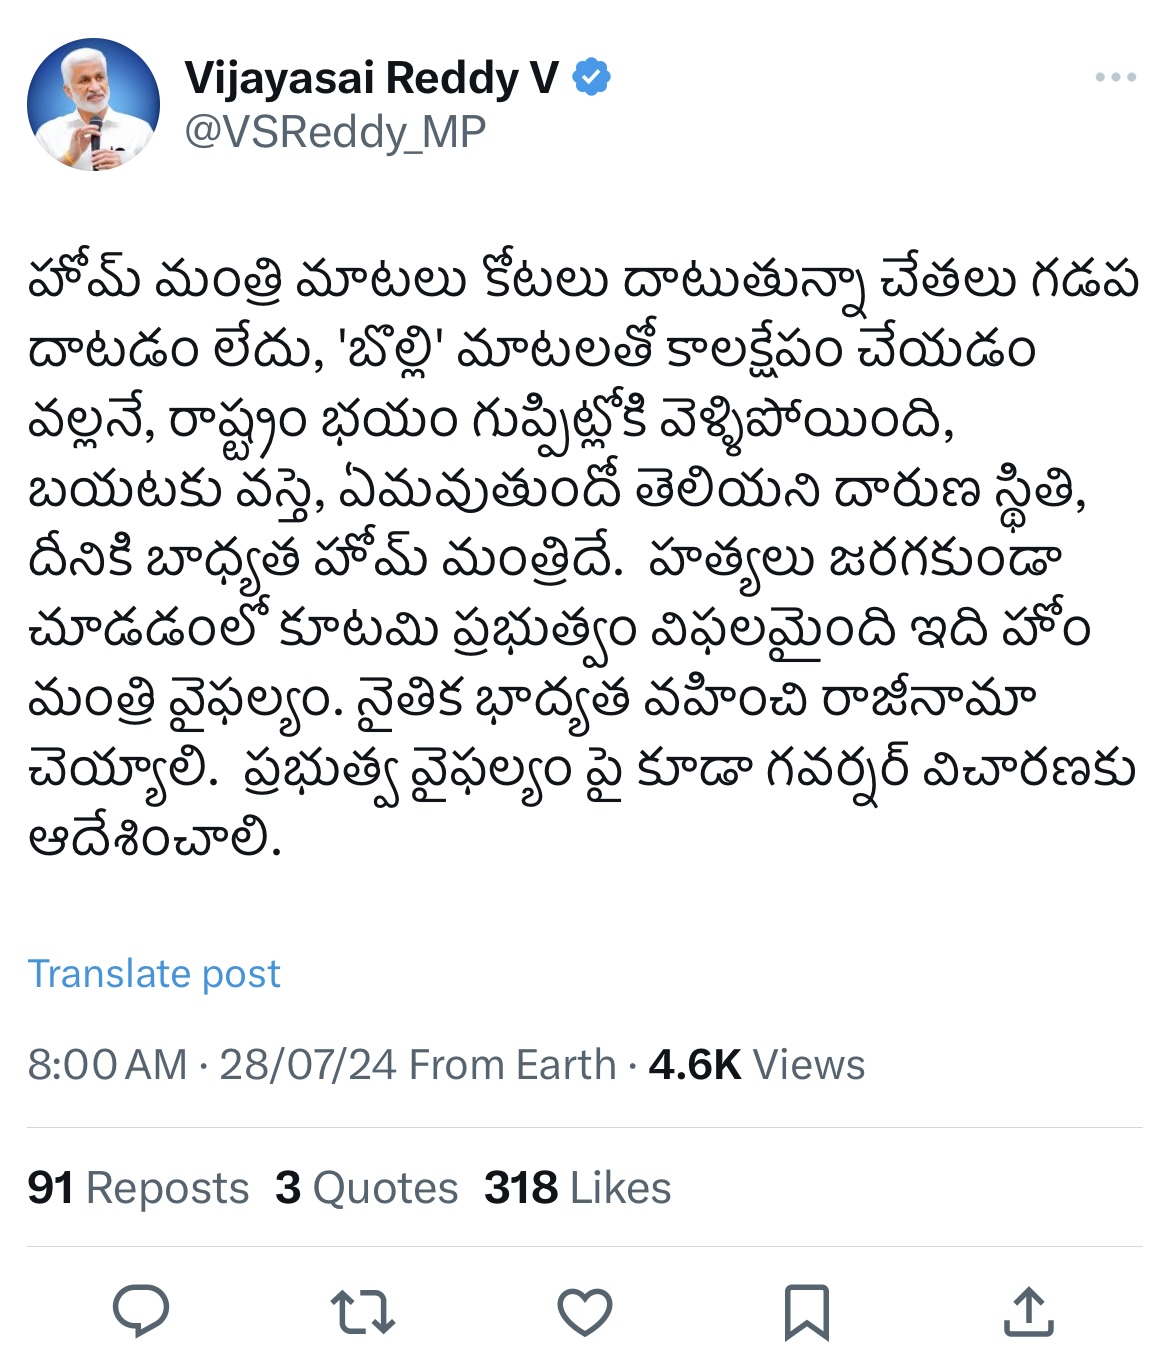 Vijayasai Reddy V
@VSReddy_MP
హోమ్ మంత్రి మాటలు కోటలు దాటుతున్నా చేతలు గడప
దాటడం లేదు, 'బొల్లి' మాటలతో కాలక్షేపం చేయడం
వల్లనే, రాష్ట్రం భయం గుప్పిట్లోకి వెళ్ళిపోయింది,
బయటకు వస్తె, ఏమవుతుందో తెలియని దారుణ స్థితి,
దీనికి బాధ్యత హోమ్ మంత్రిదే.  హత్యలు జరగకుండా
చూడడంలో కూటమి ప్రభుత్వం విఫలమైంది ఇది హోం
మంత్రి వైఫల్యం. నైతిక భాద్యత వహించి రాజీనామా
చెయ్యాలి.  ప్రభుత్వ వైఫల్యం పై కూడా గవర్నర్ విచారణకు
ఆదేశించాలి.
Translate post
8:00 AM · 28/07/24 From Earth · 4.6K Views
91 Reposts 3 Quotes 318 Likes